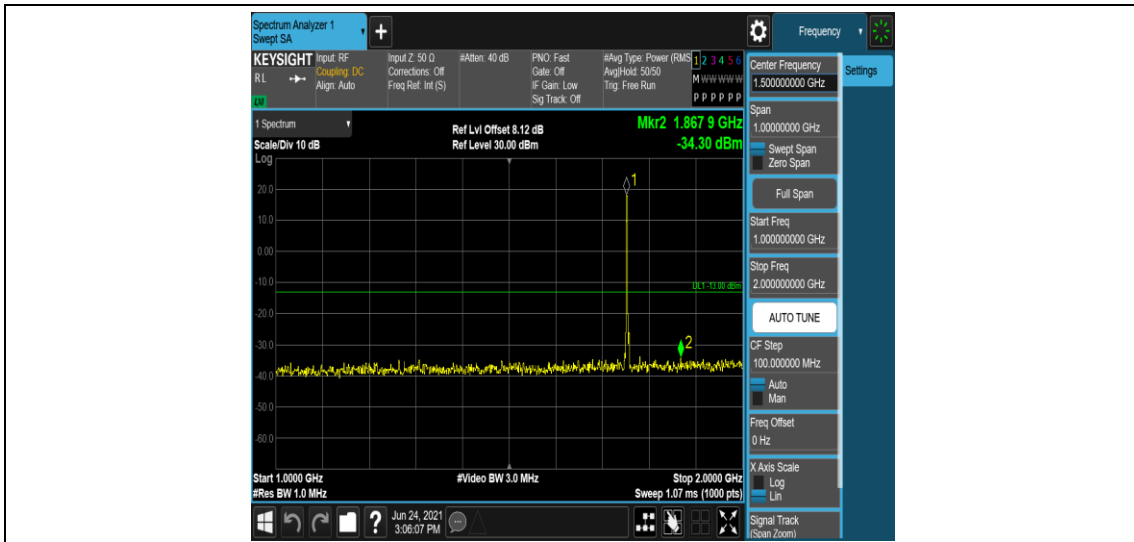 Spectrum Analyzer 1
Swept SA
Frequency
KEYSIGHT
RL
LXI
Input: RF
Coupling: DC
Align: Auto
Input Z: 50 Ω
Corrections: Off
Freq Ref: Int (S)
#Atten: 40 dB
PNO: Fast
Gate: Off
IF Gain: Low
Sig Track: Off
#Avg Type: Power (RMS
Avg|Hold: 50/50
Trig: Free Run
1 2 3 4 5 6
M W W W W W
P P P P P P
1 Spectrum
Scale/Div 10 dB
Log
Ref Lvl Offset 8.12 dB
Ref Level 30.00 dBm
Mkr2 1.867 9 GHz
-34.30 dBm
20.0
10.0
0.00
-10.0
-20.0
-30.0
-40.0
-50.0
-60.0
1
DL1 -13.00 dBm
2
Start 1.0000 GHz
#Res BW 1.0 MHz
#Video BW 3.0 MHz
Stop 2.0000 GHz
Sweep 1.07 ms (1000 pts)
?
Jun 24, 2021
3:06:07 PM
Center Frequency
1.500000000 GHz
Settings
Span
1.00000000 GHz
Swept Span
Zero Span
Full Span
Start Freq
1.000000000 GHz
Stop Freq
2.000000000 GHz
AUTO TUNE
CF Step
100.000000 MHz
Auto
Man
Freq Offset
0 Hz
X Axis Scale
Log
Lin
Signal Track
(Span Zoom)